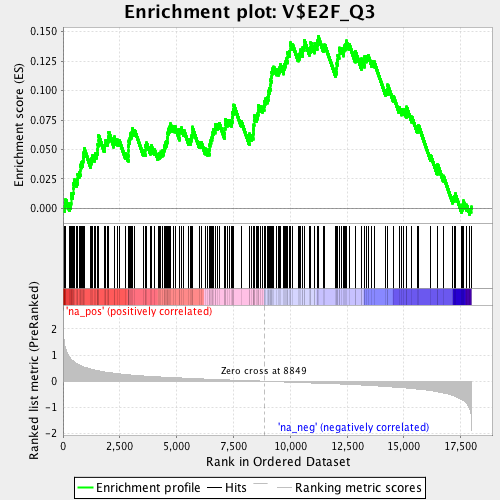 Enrichment plot: V$E2F_Q3
Enrichment score (ES)
0.150
0.125
0.100
0.075
0.050
0.025
0.000
'na_pos' (positively correlated)
Ranked list metric (PreRanked)
2
1
0
-1
-2
Zero cross at 8849
'na_neg' (negatively correlated)
0
2,500
5,000
7,500
10,000
12,500
15,000
17,500
Rank in Ordered Dataset
Enrichment profile
Hits
Ranking metric scores